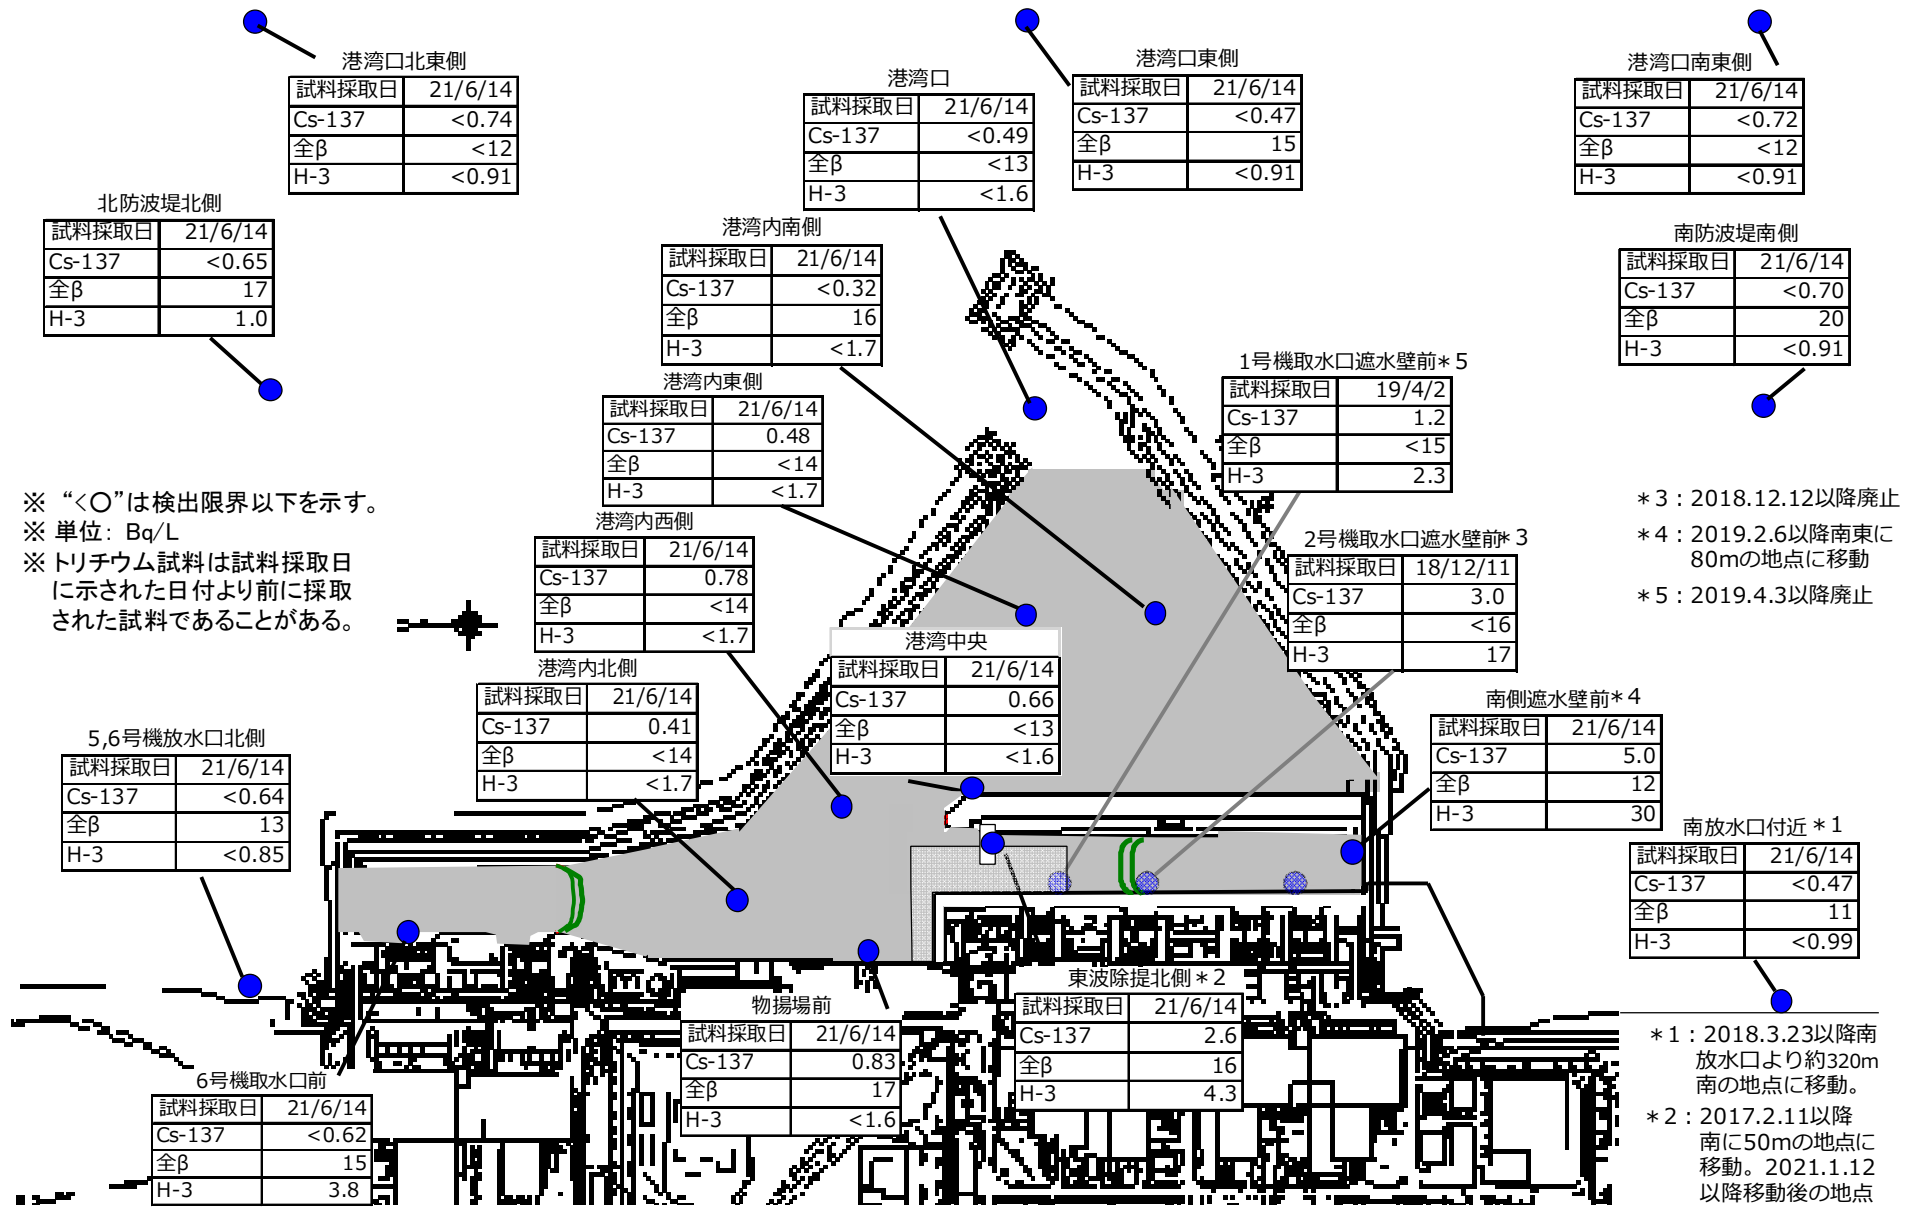 港湾口北東側
試料採取日 21/6/14
Cs-137 <0.74
全β <12
H-3 <0.91
港湾口
試料採取日 21/6/14
Cs-137 <0.49
全β <13
H-3 <1.6
港湾口東側
試料採取日 21/6/14
Cs-137 <0.47
全β 15
H-3 <0.91
港湾口南東側
試料採取日 21/6/14
Cs-137 <0.72
全β <12
H-3 <0.91
北防波堤北側
試料採取日 21/6/14
Cs-137 <0.65
全β 17
H-3 1.0
港湾内南側
試料採取日 21/6/14
Cs-137 <0.32
全β 16
H-3 <1.7
南防波堤南側
試料採取日 21/6/14
Cs-137 <0.70
全β 20
H-3 <0.91
港湾内東側
試料採取日 21/6/14
Cs-137 0.48
全β <14
H-3 <1.7
1号機取水口遮水壁前*5
試料採取日 19/4/2
Cs-137 1.2
全β <15
H-3 2.3
※ “<○”は検出限界以下を示す。
※ 単位: Bq/L
※ トリチウム試料は試料採取日
に示された日付より前に採取
された試料であることがある。
港湾内西側
試料採取日 21/6/14
Cs-137 0.78
全β <14
H-3 <1.7
2号機取水口遮水壁前*3
試料採取日 18/12/11
Cs-137 3.0
全β <16
H-3 17
*3:2018.12.12以降廃止
*4:2019.2.6以降南東に
80mの地点に移動
*5:2019.4.3以降廃止
港湾中央
試料採取日 21/6/14
Cs-137 0.66
全β <13
H-3 <1.6
港湾内北側
試料採取日 21/6/14
Cs-137 0.41
全β <14
H-3 <1.7
南側遮水壁前*4
試料採取日 21/6/14
Cs-137 5.0
全β 12
H-3 30
5,6号機放水口北側
試料採取日 21/6/14
Cs-137 <0.64
全β 13
H-3 <0.85
南放水口付近*1
試料採取日 21/6/14
Cs-137 <0.47
全β 11
H-3 <0.99
東波除提北側*2
試料採取日 21/6/14
Cs-137 2.6
全β 16
H-3 4.3
物揚場前
試料採取日 21/6/14
Cs-137 0.83
全β 17
H-3 <1.6
6号機取水口前
試料採取日 21/6/14
Cs-137 <0.62
全β 15
H-3 3.8
*1:2018.3.23以降南
放水口より約320m
南の地点に移動。
*2:2017.2.11以降
南に50mの地点に
移動。2021.1.12
以降移動後の地点